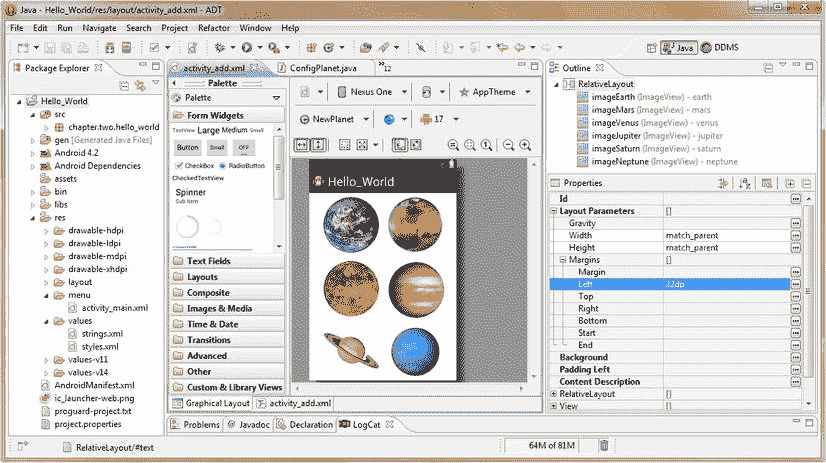 Java - Hello_World/res/layout/activity_add.xml - ADT
File Edit Run Navigate Search Project Refactor Window Help
Java DDMS
Package Explorer
Hello_World
src
chapter.two.hello_world
gen [Generated Java Files]
Android 4.2
Android Dependencies
assets
bin
libs
res
drawable-hdpi
drawable-ldpi
drawable-mdpi
drawable-xhdpi
layout
menu
activity_main.xml
values
strings.xml
styles.xml
values-v11
values-v14
AndroidManifest.xml
ic_launcher-web.png
proguard-project.txt
project.properties
activity_add.xml ConfigPlanet.java 12
Palette
Palette
Form Widgets
TextView Large Medium Small
Button Small OFF
CheckBox RadioButton
CheckedTextView
Spinner
Sub Item
Text Fields
Layouts
Composite
Images & Media
Time & Date
Transitions
Advanced
Other
Custom & Library Views
Nexus One AppTheme
NewPlanet 17
Hello_World
Graphical Layout activity_add.xml
Outline
RelativeLayout
imageEarth (ImageView) - earth
imageMars (ImageView) - mars
imageVenus (ImageView) - venus
imageJupiter (ImageView) - jupiter
imageSaturn (ImageView) - saturn
imageNeptune (ImageView) - neptune
Properties
Id
Layout Parameters []
Gravity
Width match_parent
Height match_parent
Margins []
Margin
Left
Top
Right
Bottom
Start
End
Background
Padding Left
Content Description
RelativeLayout []
View []
Problems Javadoc Declaration LogCat
RelativeLayout/#text 64M of 81M